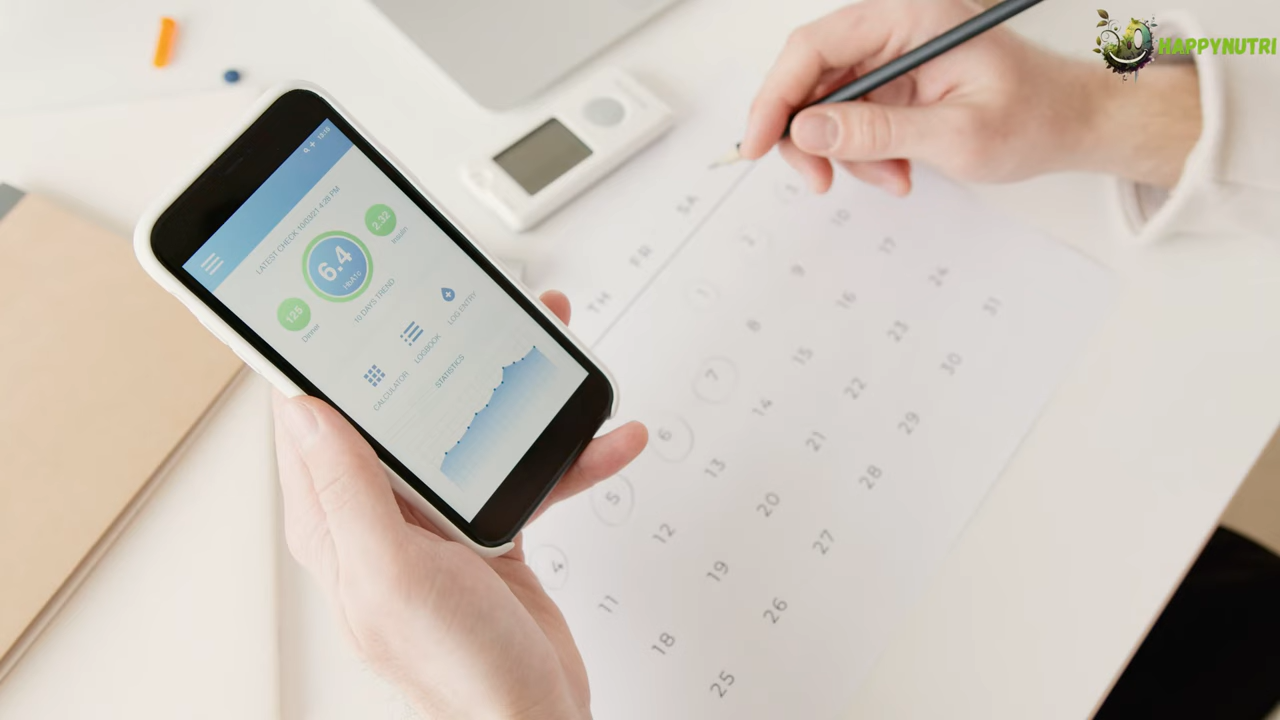 HAPPYNUTRI
LATEST CHECK 10/03/21 4:28 PM
125
Dinner
6.4
HbA1c
2.32
Insulin
10 DAYS TREND
CALCULATOR
LOGBOOK
LOG ENTRY
STATISTICS
TH FR SA
1 2 3
4 5 6 7 8 9 10
11 12 13 14 15 16 17
18 19 20 21 22 23 24
25 26 27 28 29 30 31